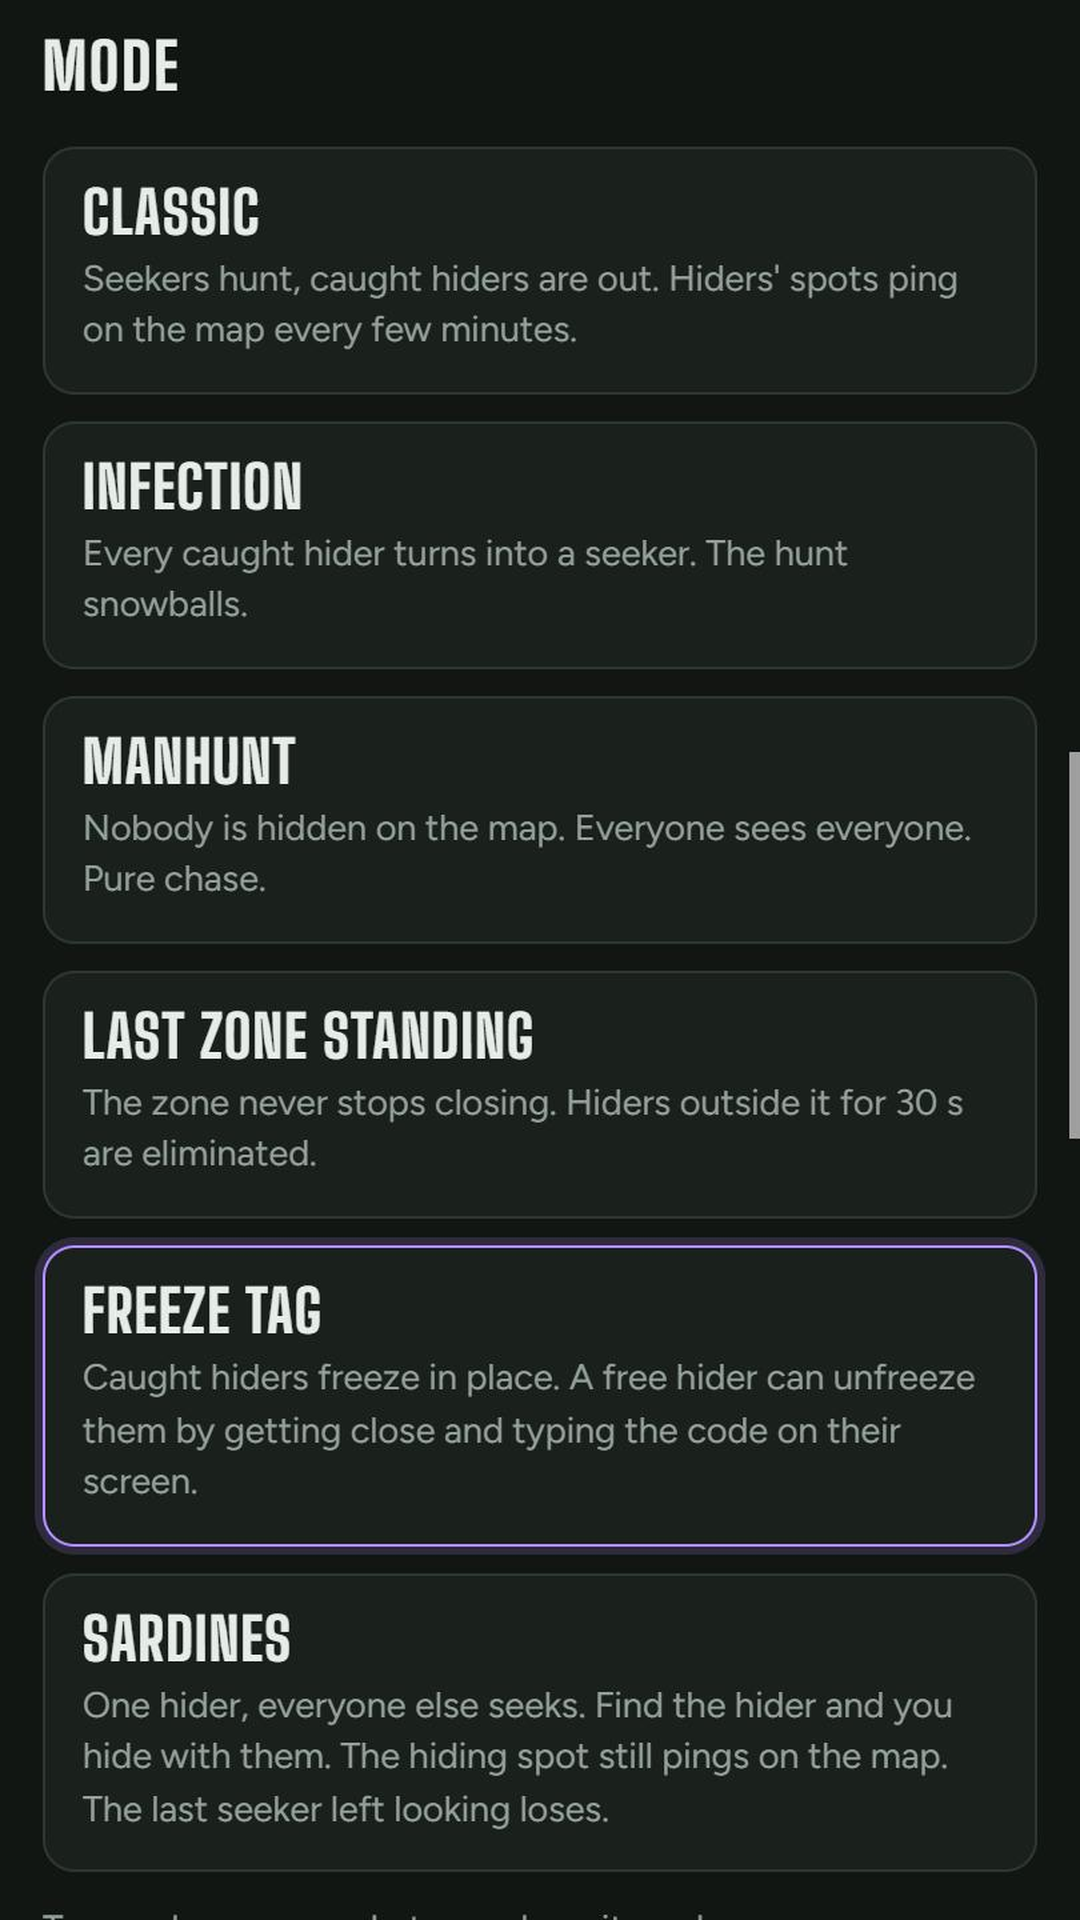 MODE
CLASSIC
Seekers hunt, caught hiders are out. Hiders' spots ping
on the map every few minutes.
INFECTION
Every caught hider turns into a seeker. The hunt
snowballs.
MANHUNT
Nobody is hidden on the map. Everyone sees everyone.
Pure chase.
LAST ZONE STANDING
The zone never stops closing. Hiders outside it for 30 s
are eliminated.
FREEZE TAG
Caught hiders freeze in place. A free hider can unfreeze
them by getting close and typing the code on their
screen.
SARDINES
One hider, everyone else seeks. Find the hider and you
hide with them. The hiding spot still pings on the map.
The last seeker left looking loses.